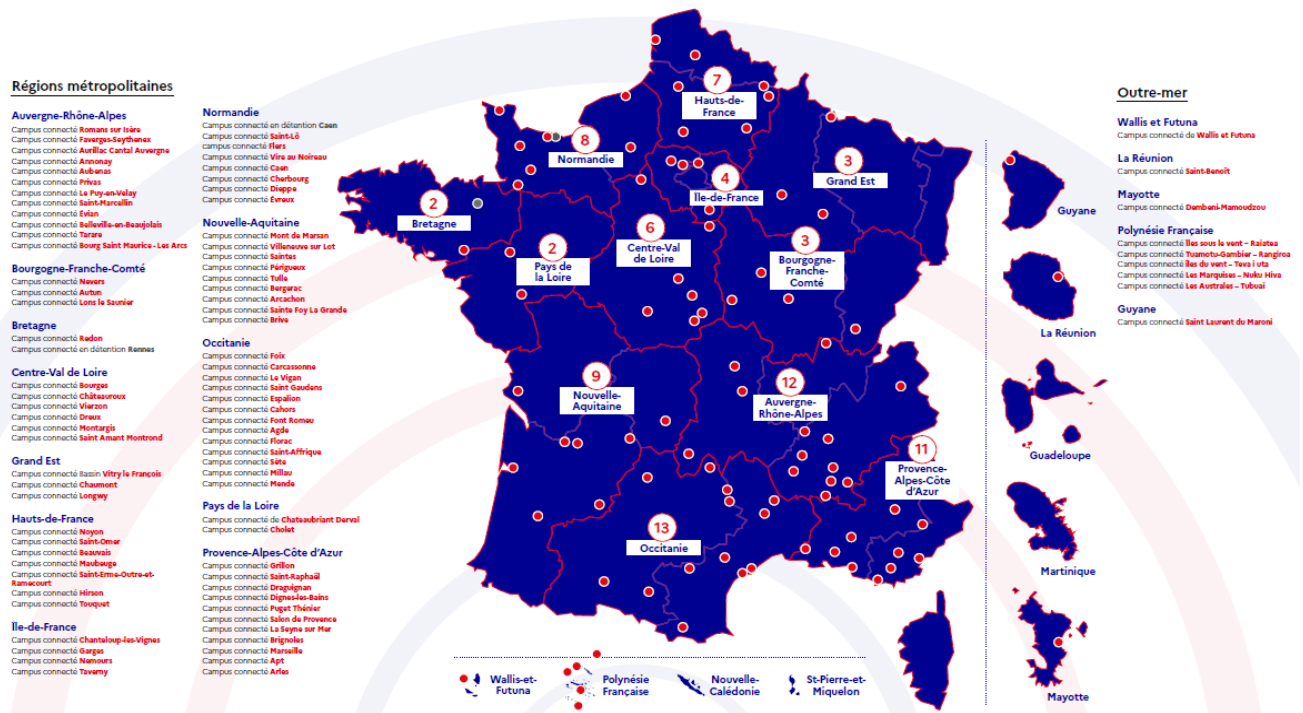 Régions métropolitaines
Auvergne-Rhône-Alpes
Campus connecté Romans sur Isère
Campus connecté Faverges-Seythenex
Campus connecté Aurillac Cantal Auvergne
Campus connecté Annonay
Campus connecté Aubenas
Campus connecté Privas
Campus connecté Le Puy-en-Velay
Campus connecté Saint-Marcellin
Campus connecté Évian
Campus connecté Belleville-en-Beaujolais
Campus connecté Tarare
Campus connecté Bourg Saint Maurice - Les Arcs
Bourgogne-Franche-Comté
Campus connecté Nevers
Campus connecté Autun
Campus connecté Lons le Saunier
Bretagne
Campus connecté Redon
Campus connecté en détention Rennes
Centre-Val de Loire
Campus connecté Bourges
Campus connecté Châteauroux
Campus connecté Vierzon
Campus connecté Dreux
Campus connecté Montargis
Campus connecté Saint Amant Montrond
Grand Est
Campus connecté Bassin Vitry le François
Campus connecté Chaumont
Campus connecté Longwy
Hauts-de-France
Campus connecté Noyon
Campus connecté Saint-Omer
Campus connecté Beauvais
Campus connecté Maubeuge
Campus connecté Saint-Erme-Outre-et-
Ramecourt
Campus connecté Hirson
Campus connecté Touquet
Île-de-France
Campus connecté Chanteloup-les-Vignes
Campus connecté Garges
Campus connecté Nemours
Campus connecté Taverny
Normandie
Campus connecté en détention Caen
Campus connecté Saint-Lô
campus connecté Flers
Campus connecté Vire au Noireau
Campus connecté Caen
Campus connecté Cherbourg
Campus connecté Dieppe
Campus connecté Évreux
Nouvelle-Aquitaine
Campus connecté Mont de Marsan
Campus connecté Villeneuve sur Lot
Campus connecté Saintes
Campus connecté Périgueux
Campus connecté Tulle
Campus connecté Bergerac
Campus connecté Arcachon
Campus connecté Sainte Foy La Grande
Campus connecté Brive
Occitanie
Campus connecté Foix
Campus connecté Carcassonne
Campus connecté Le Vigan
Campus connecté Saint Gaudens
Campus connecté Espalion
Campus connecté Cahors
Campus connecté Font Romeu
Campus connecté Agde
Campus connecté Florac
Campus connecté Saint-Affrique
Campus connecté Sète
Campus connecté Millau
Campus connecté Mende
Pays de la Loire
Campus connecté de Chateaubriant Derval
Campus connecté Cholet
Provence-Alpes-Côte d'Azur
Campus connecté Grillon
Campus connecté Saint-Raphaël
Campus connecté Draguignan
Campus connecté Dignes-les-Bains
Campus connecté Puget Thénier
Campus connecté Salon de Provence
Campus connecté La Seyne sur Mer
Campus connecté Brignoles
Campus connecté Marseille
Campus connecté Apt
Campus connecté Arles
7
Hauts-de-
France
8
Normandie
3
Grand Est
4
Île-de-France
2
Bretagne
6
Centre-Val
de Loire
2
Pays de
la Loire
3
Bourgogne-
Franche-
Comté
9
Nouvelle-
Aquitaine
12
Auvergne-
Rhône-Alpes
11
Provence-
Alpes-Côte
d'Azur
13
Occitanie
Wallis-et-
Futuna
Polynésie
Française
Nouvelle-
Calédonie
St-Pierre-et-
Miquelon
Guyane
La Réunion
Guadeloupe
Martinique
Mayotte
Outre-mer
Wallis et Futuna
Campus connecté de Wallis et Futuna
La Réunion
Campus connecté Saint-Benoît
Mayotte
Campus connecté Dembeni-Mamoudzou
Polynésie Française
Campus connecté Îles sous le vent - Raiatea
Campus connecté Tuamotu-Gambier - Rangiroa
Campus connecté Îles du vent - Teva i uta
Campus connecté Les Marquises - Nuku Hiva
Campus connecté Les Australes - Tubuai
Guyane
Campus connecté Saint Laurent du Maroni